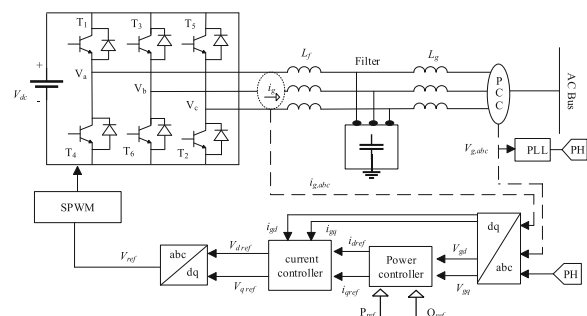 T1 T3 T5
+
Vdc
-
Va
Vb
Vc
T4 T6 T2
ig
Lf
Filter
Lg
PCC
AC Bus
Vg,abc
PLL
PH
ig,abc
SPWM
Vref
abc
dq
Vd ref
Vq ref
igd
igq
current
controller
idref
iqref
Power
controller
Vgd
Vgq
dq
abc
PH
Pref
Qref